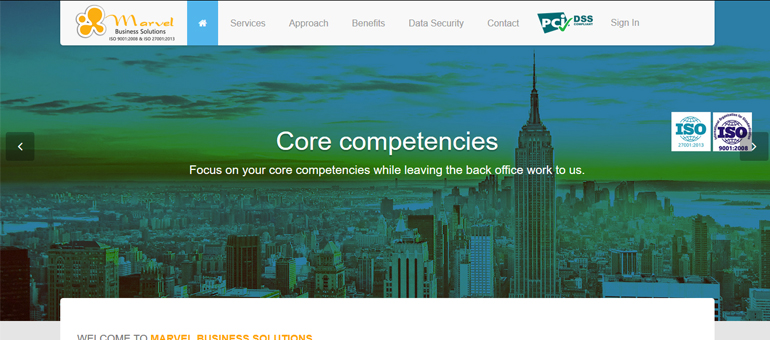 Marvel
Business Solutions
ISO 9001:2008 & ISO 27001:2013
Services Approach Benefits Data Security Contact PCI DSS COMPLIANT Sign In
ISO
27001:2013
ISO
9001:2008
Core competencies
Focus on your core competencies while leaving the back office work to us.
WELCOME TO MARVEL BUSINESS SOLUTIONS